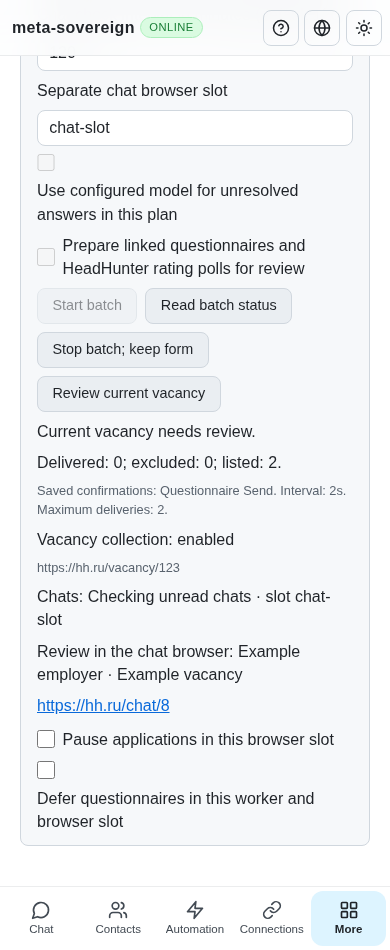 meta-sovereign ONLINE
Separate chat browser slot
chat-slot
Use configured model for unresolved
answers in this plan
Prepare linked questionnaires and
HeadHunter rating polls for review
Start batch Read batch status
Stop batch; keep form
Review current vacancy
Current vacancy needs review.
Delivered: 0; excluded: 0; listed: 2.
Saved confirmations: Questionnaire Send. Interval: 2s.
Maximum deliveries: 2.
Vacancy collection: enabled
https://hh.ru/vacancy/123
Chats: Checking unread chats · slot chat-
slot
Review in the chat browser: Example
employer · Example vacancy
https://hh.ru/chat/8
Pause applications in this browser slot
Defer questionnaires in this worker and
browser slot
Chat Contacts Automation Connections More